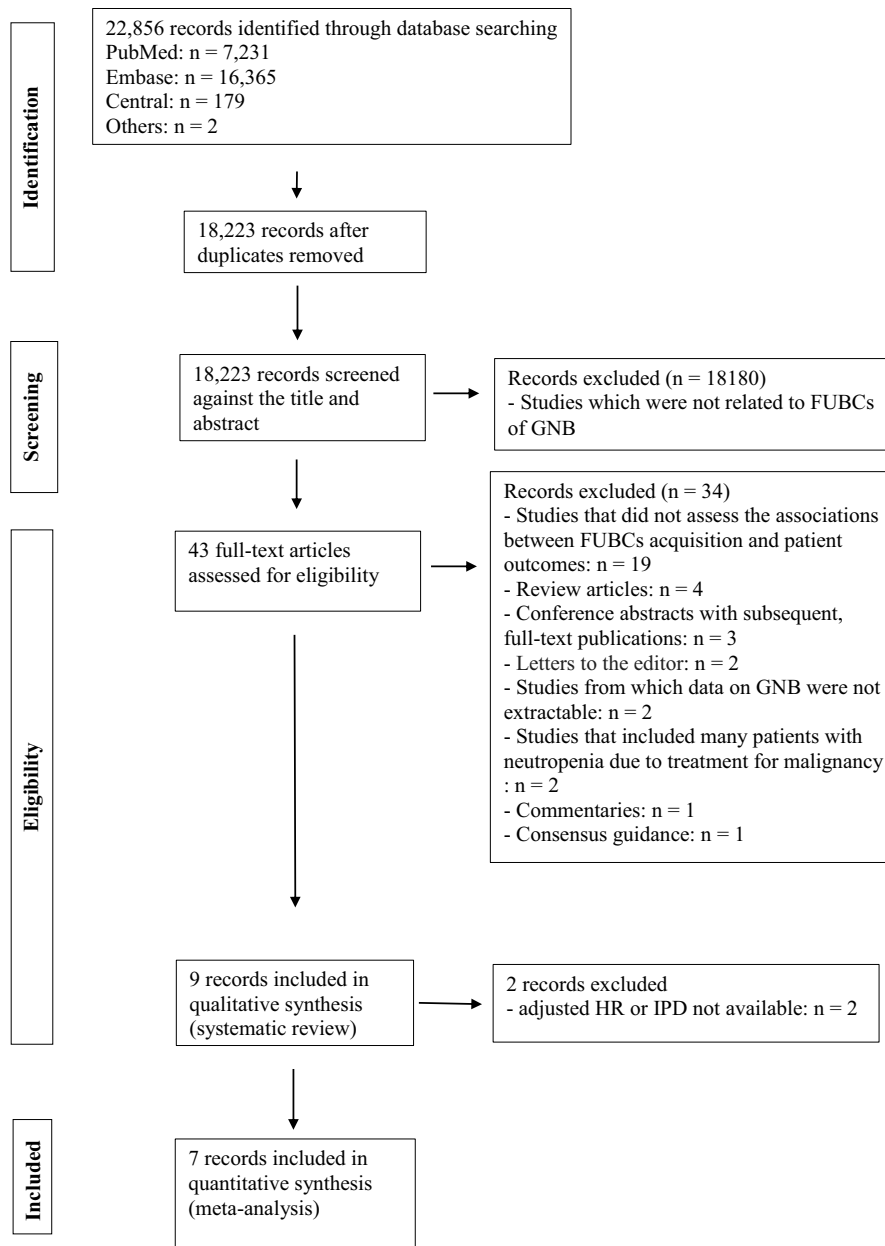 Identification
22,856 records identified through database searching
PubMed: n = 7,231
Embase: n = 16,365
Central: n = 179
Others: n = 2
18,223 records after
duplicates removed
Screening
18,223 records screened
against the title and
abstract
Records excluded (n = 18180)
- Studies which were not related to FUBCs
of GNB
Eligibility
43 full-text articles
assessed for eligibility
Records excluded (n = 34)
- Studies that did not assess the associations
between FUBCs acquisition and patient
outcomes: n = 19
- Review articles: n = 4
- Conference abstracts with subsequent,
full-text publications: n = 3
- Letters to the editor: n = 2
- Studies from which data on GNB were not
extractable: n = 2
- Studies that included many patients with
neutropenia due to treatment for malignancy
: n = 2
- Commentaries: n = 1
- Consensus guidance: n = 1
9 records included in
qualitative synthesis
(systematic review)
2 records excluded
- adjusted HR or IPD not available: n = 2
Included
7 records included in
quantitative synthesis
(meta-analysis)